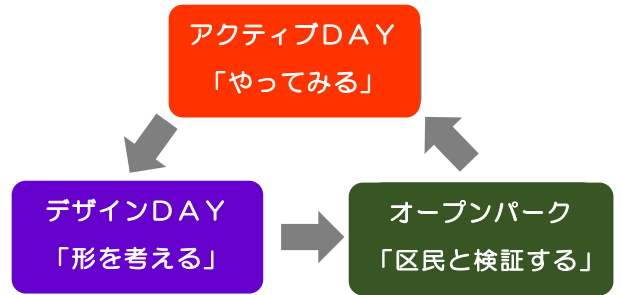 アクティブＤＡＹ
「やってみる」
デザインＤＡＹ
「形を考える」
オープンパーク
「区民と検証する」